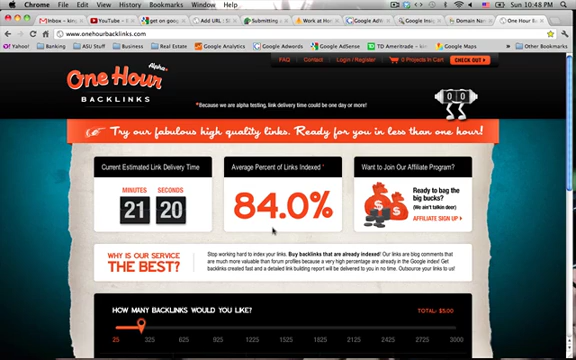 Chrome File Edit View History Bookmarks Window Help
Sun 10:48 PM
www.onehourbacklinks.com
Yahoo! Banking ASU Stuff Business Google Analytics Google Adwords Google AdSense TD Ameritrade Google Maps Other Bookmarks
FAQ Contact Login / Register 0 Projects In Cart CHECK OUT
One Hour Alpha
BACKLINKS
*Because we are alpha testing, link delivery time could be one day or more!
Try our fabulous high quality links. Ready for you in less than one hour!
Current Estimated Link Delivery Time
MINUTES SECONDS
21 20
Average Percent of Links Indexed *
84.0%
Want to Join Our Affiliate Program?
Ready to bag the
big bucks?
(We ain't talkin deer)
AFFILIATE SIGN UP
WHY IS OUR SERVICE
THE BEST?
Stop working hard to index your links. Buy backlinks that are already indexed! Our links are blog comments that
are much more valuable than forum profiles because a very high percentage are already in the Google index! Get
backlinks created fast and a detailed link building report will be delivered to you in no time. Outsource your links to us!
HOW MANY BACKLINKS WOULD YOU LIKE?
TOTAL: $5.00
25 325 625 925 1225 1525 1825 2125 2425 2725 3000